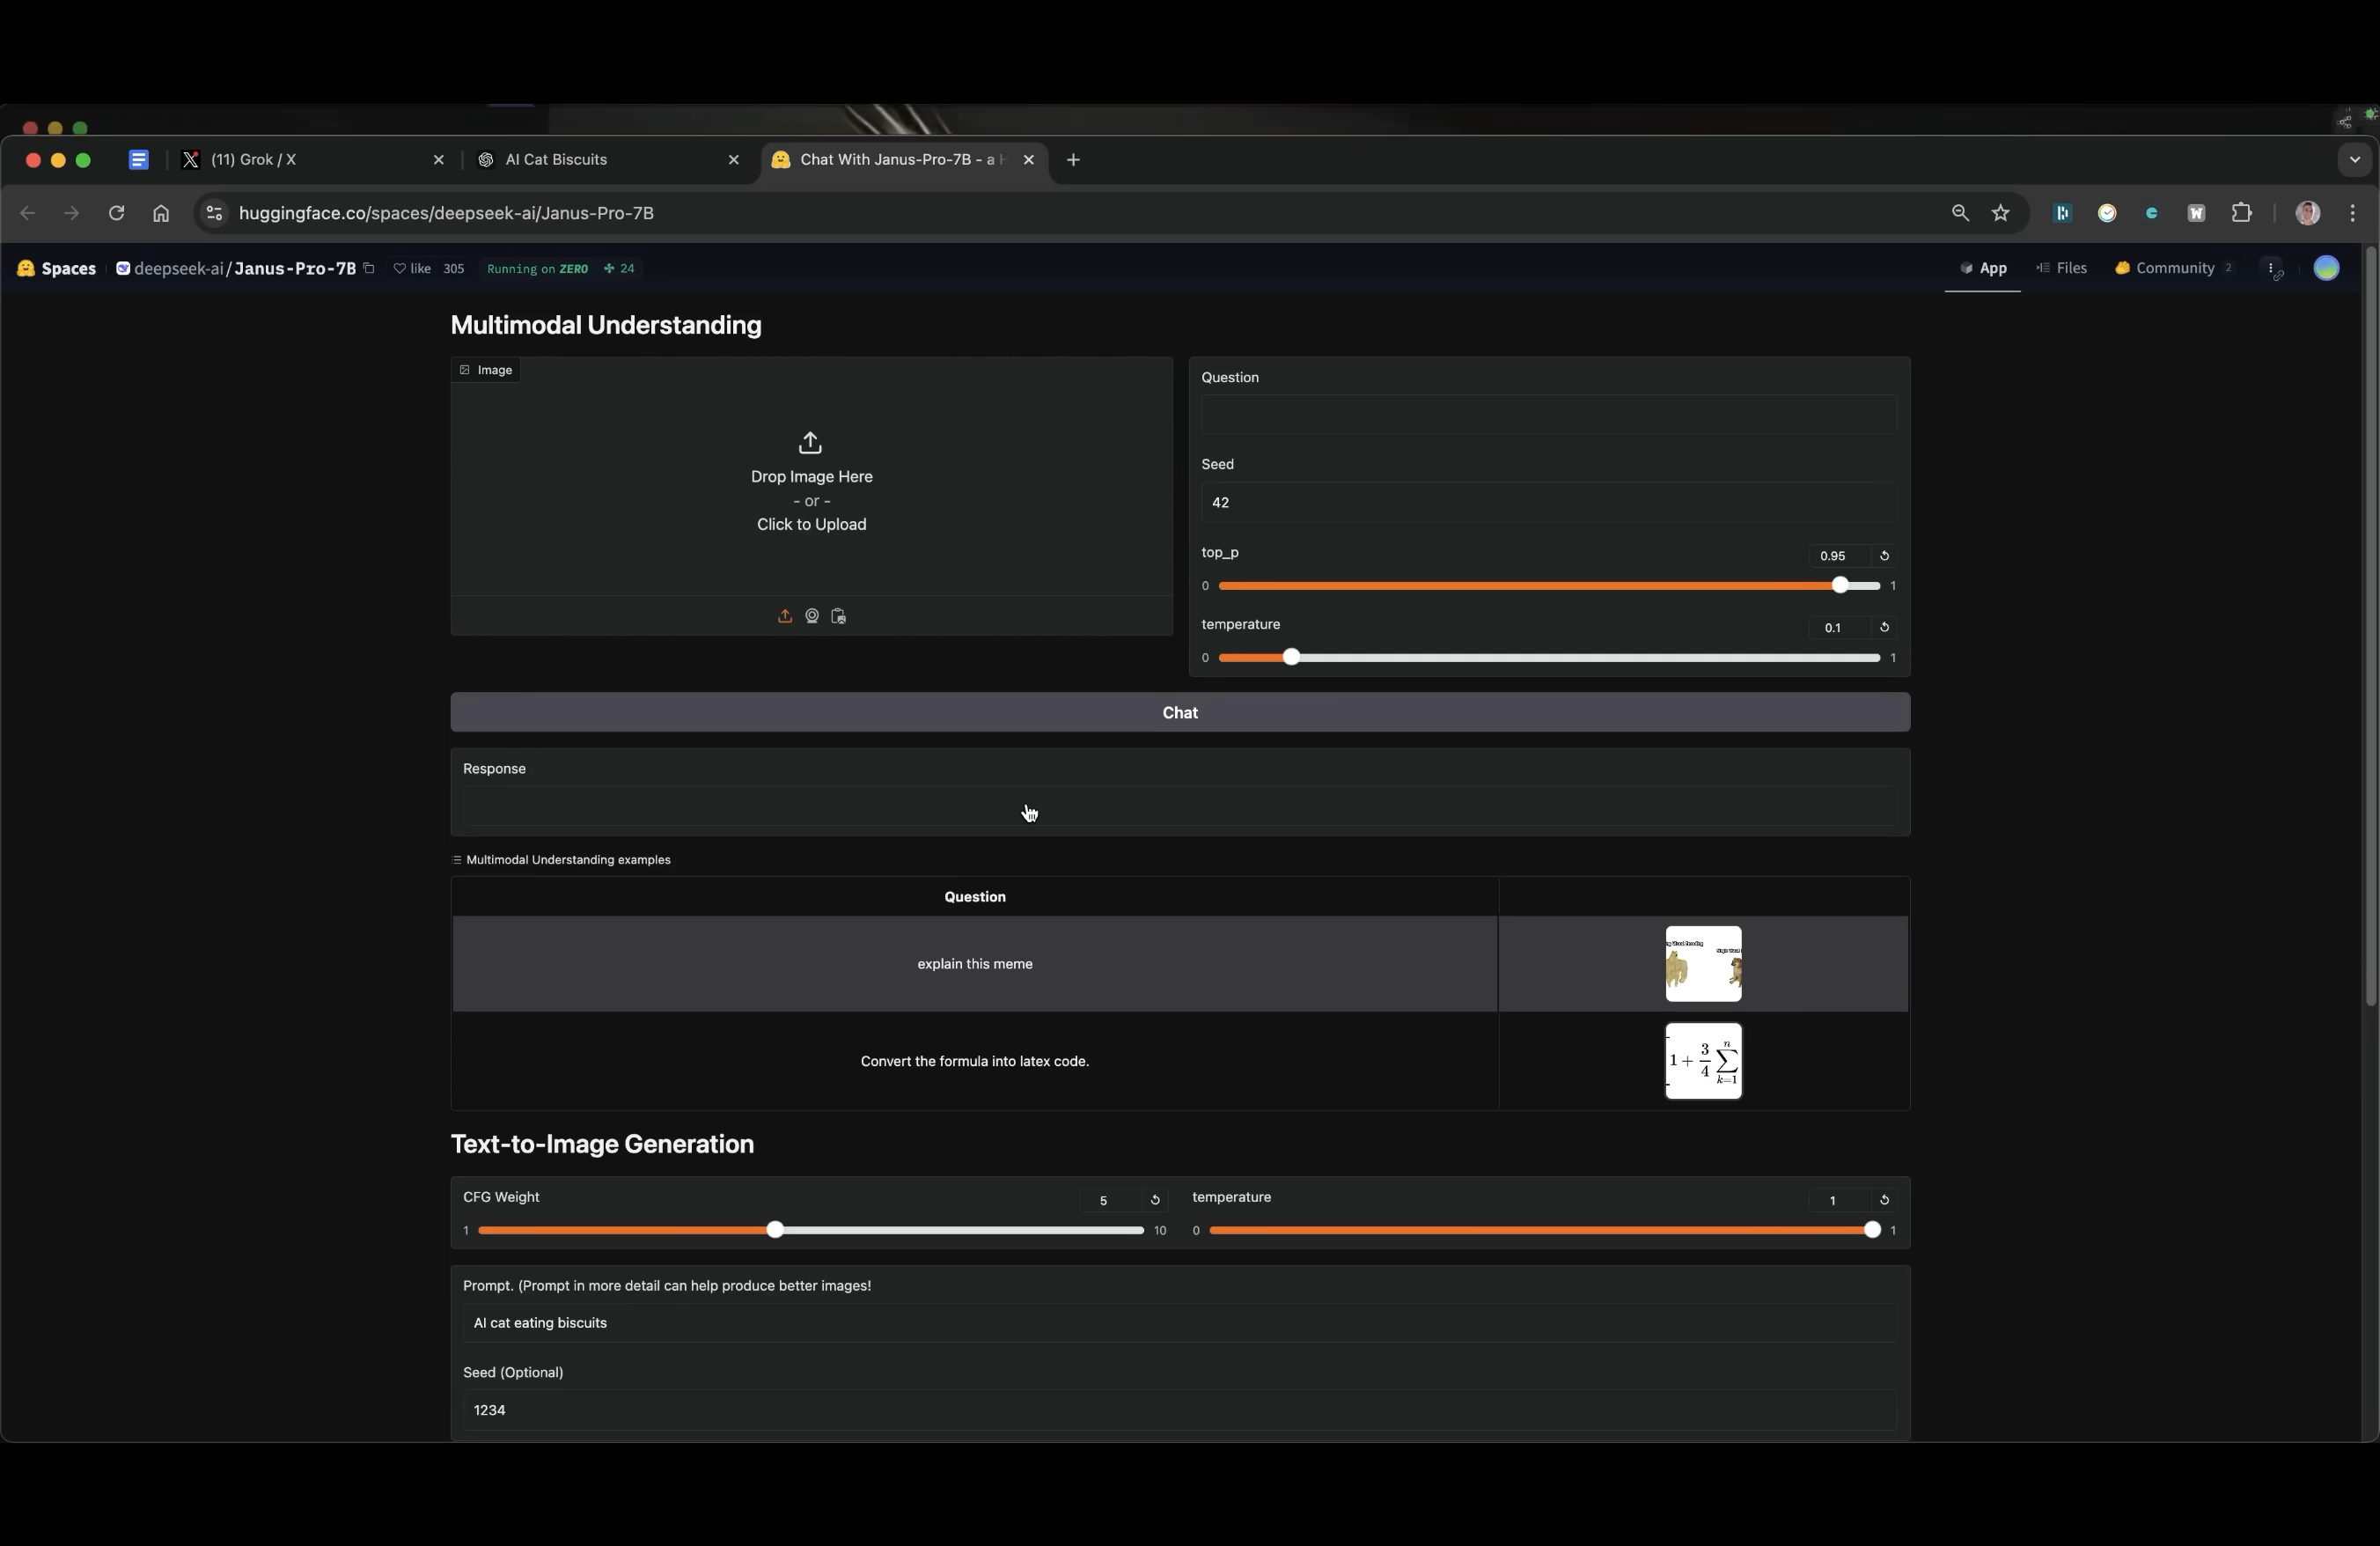 (11) Grok / X
AI Cat Biscuits
Chat With Janus-Pro-7B - a H
huggingface.co/spaces/deepseek-ai/Janus-Pro-7B
Spaces
deepseek-ai/Janus-Pro-7B
like 305
Running on ZERO
24
App
Files
Community 2
Multimodal Understanding
Image
Drop Image Here
- or -
Click to Upload
Question
Seed
42
top_p
0.95
0
1
temperature
0.1
0
1
Chat
Response
Multimodal Understanding examples
Question
explain this meme
Convert the formula into latex code.
1 + 3/4 ∑ n k=1
Text-to-Image Generation
CFG Weight
5
1
10
temperature
1
0
1
Prompt. (Prompt in more detail can help produce better images!
AI cat eating biscuits
Seed (Optional)
1234